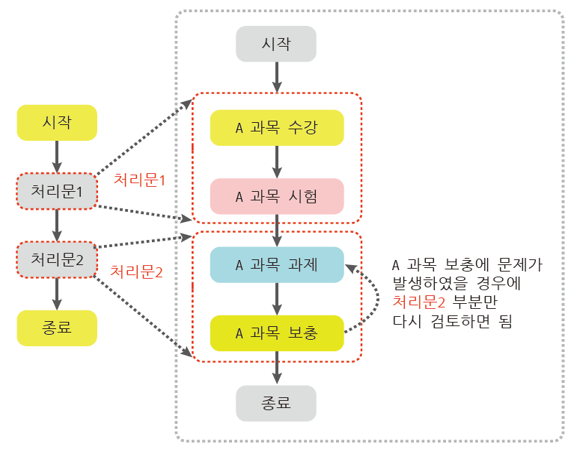 시작
처리문1
처리문2
종료
처리문1
처리문2
시작
A 과목 수강
A 과목 시험
A 과목 과제
A 과목 보충
종료
A 과목 보충에 문제가
발생하였을 경우에
처리문2 부분만
다시 검토하면 됨